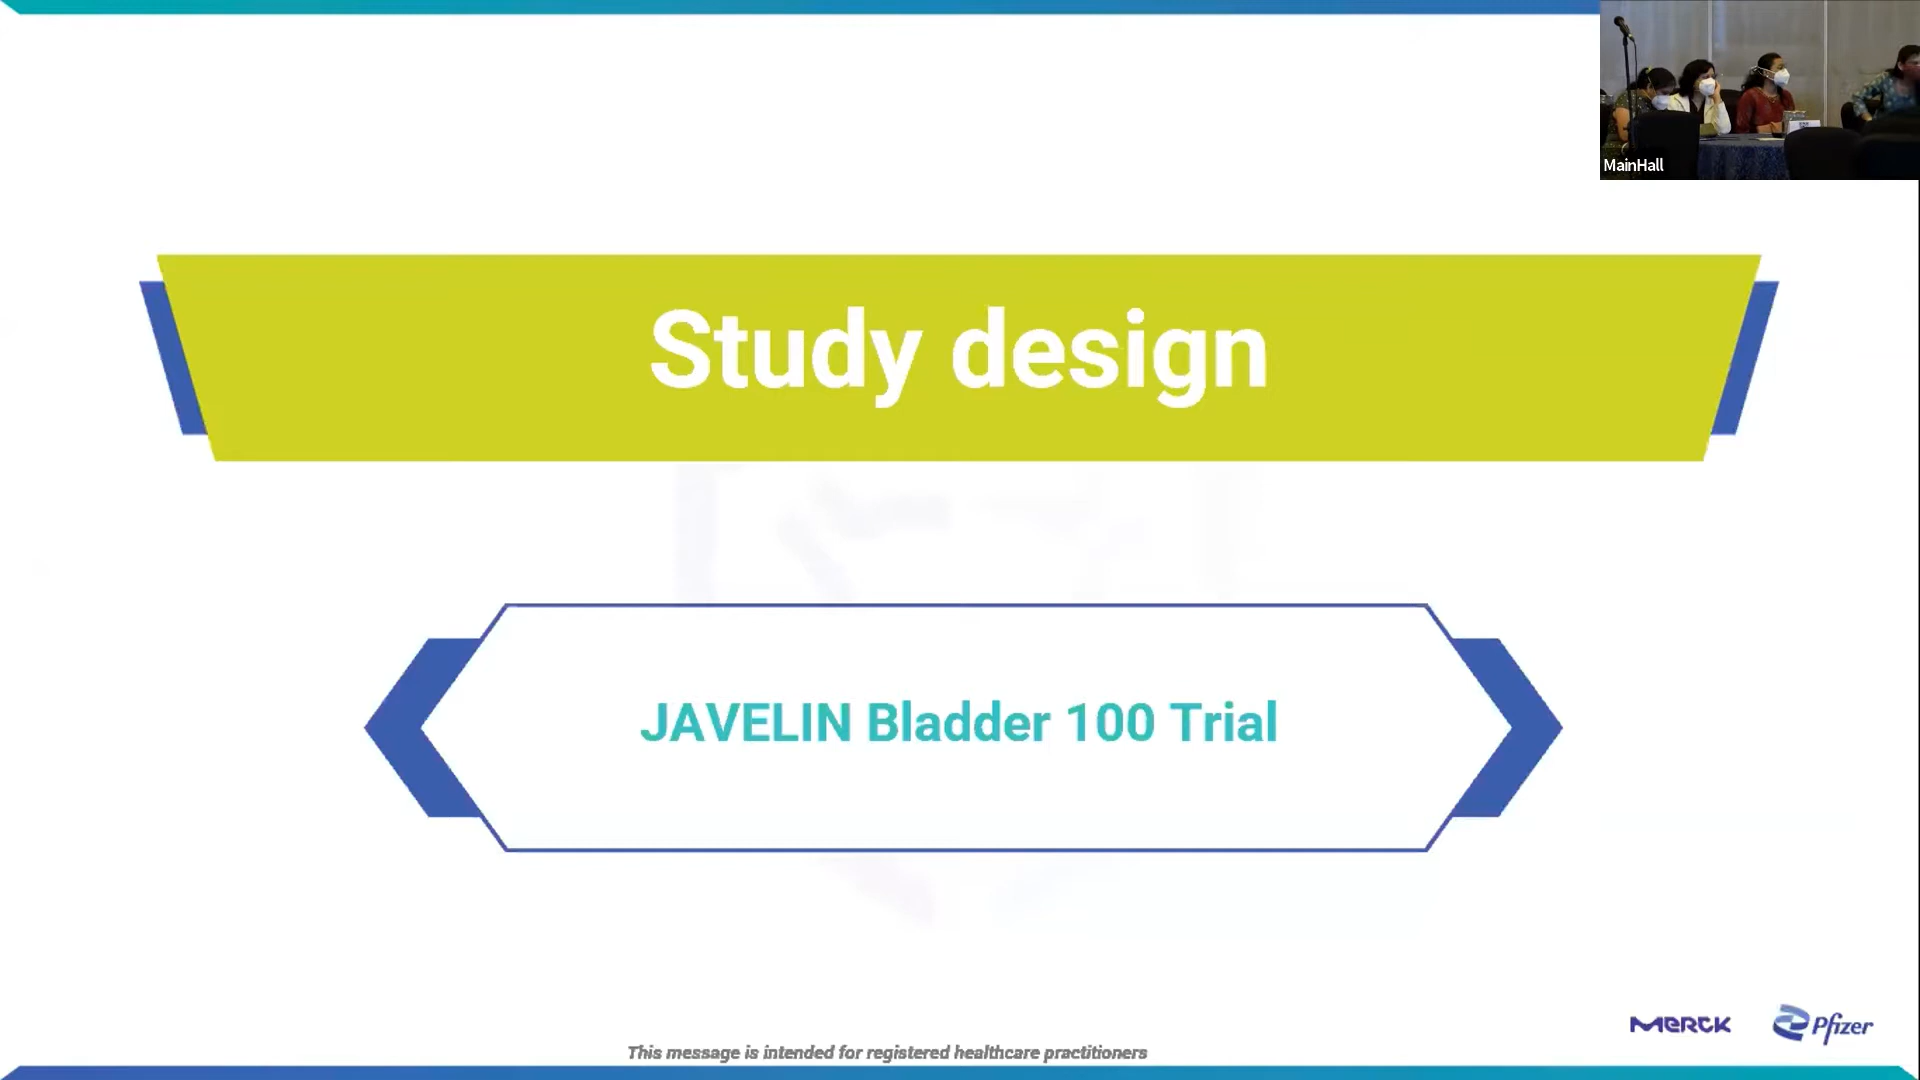 MainHall
Study design
JAVELIN Bladder 100 Trial
MERCK
Pfizer
This message is intended for registered healthcare practitioners